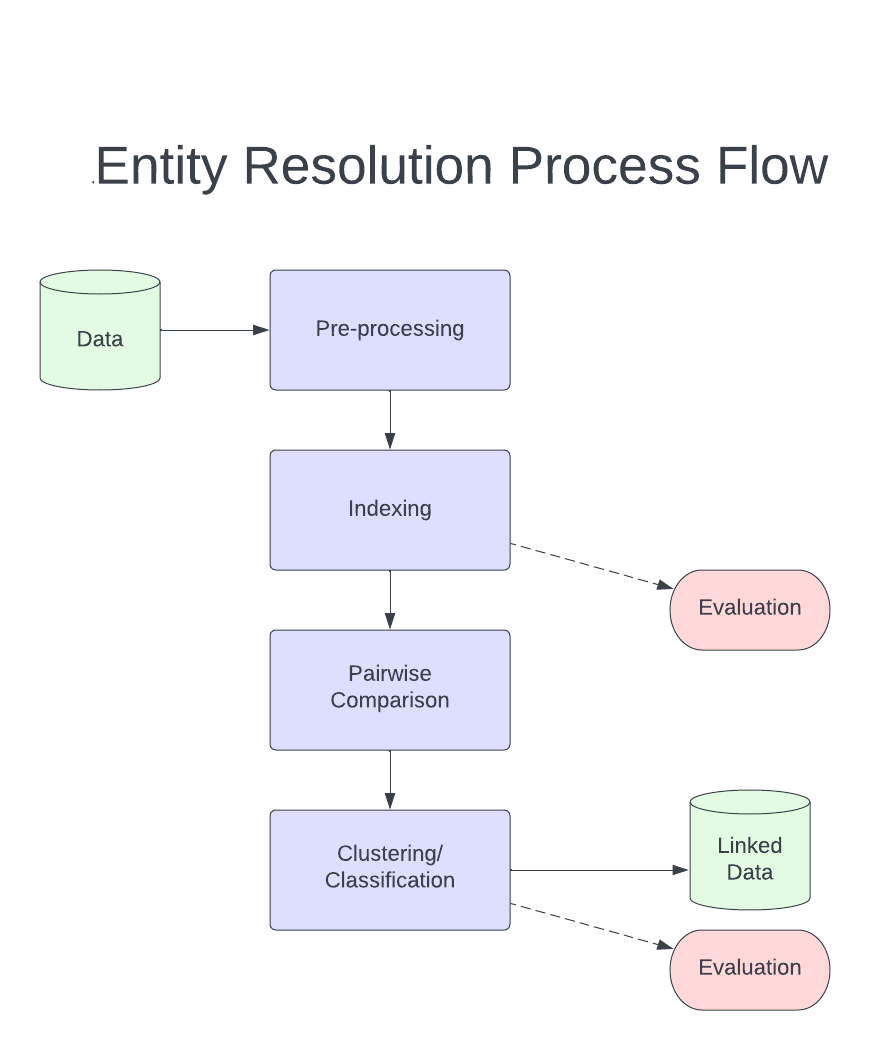 Entity Resolution Process Flow
Data
Pre-processing
Indexing
Evaluation
Pairwise
Comparison
Clustering/
Classification
Linked
Data
Evaluation